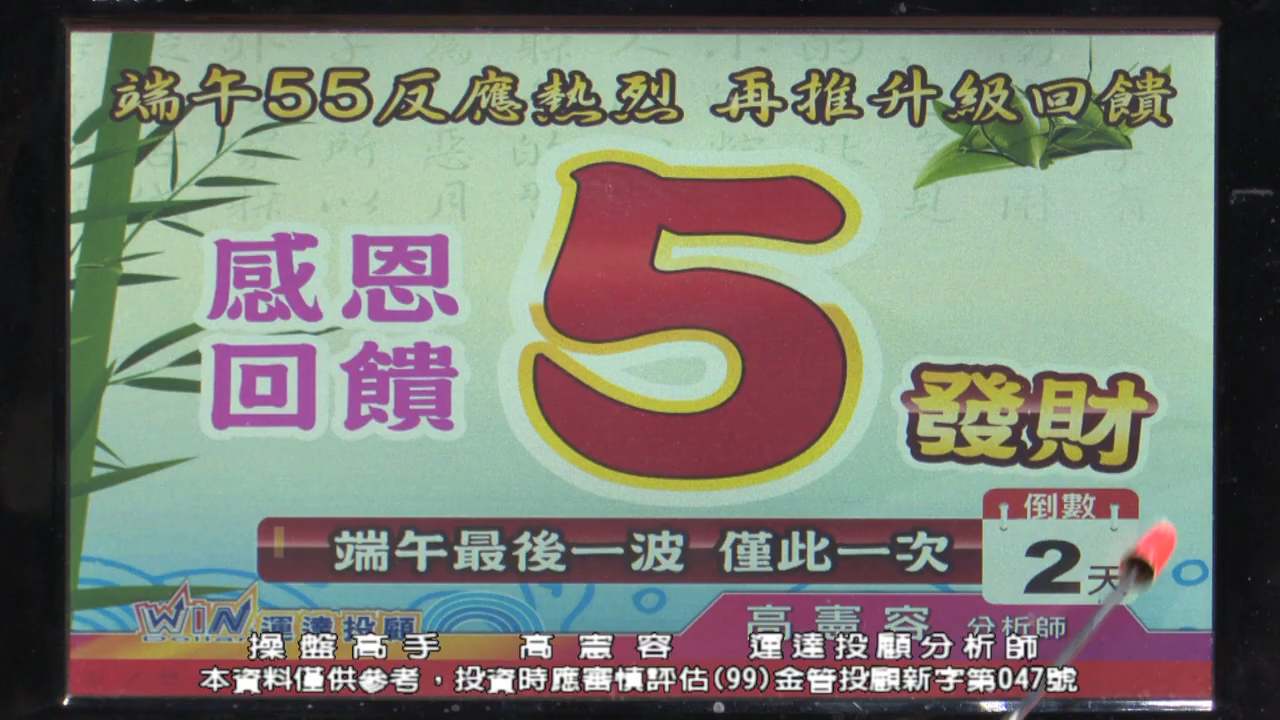 端午55反應熱烈 再推升級回饋
感恩
回饋
5
發財
倒數
2天
端午最後一波 僅此一次
WIN
Dollar
運達投顧
高憲容 分析師
操盤高手 高憲容 運達投顧分析師
本資料僅供參考，投資時應審慎評估(99)金管投顧新字第047號